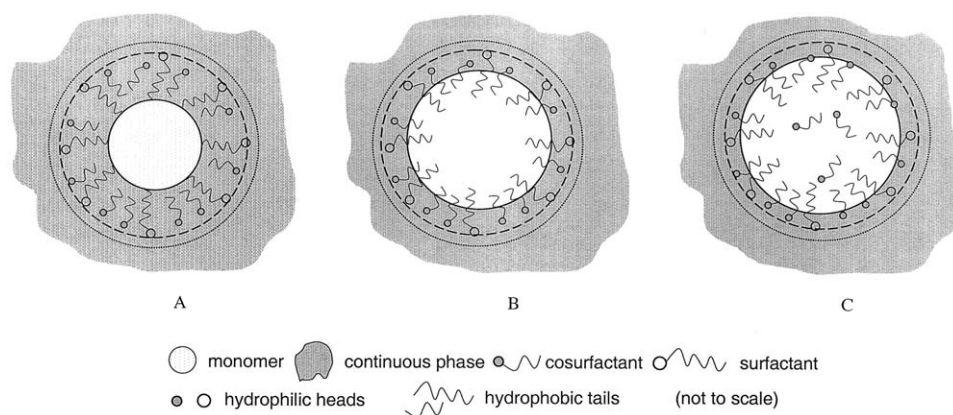 A B C
monomer continuous phase cosurfactant surfactant
hydrophilic heads hydrophobic tails (not to scale)